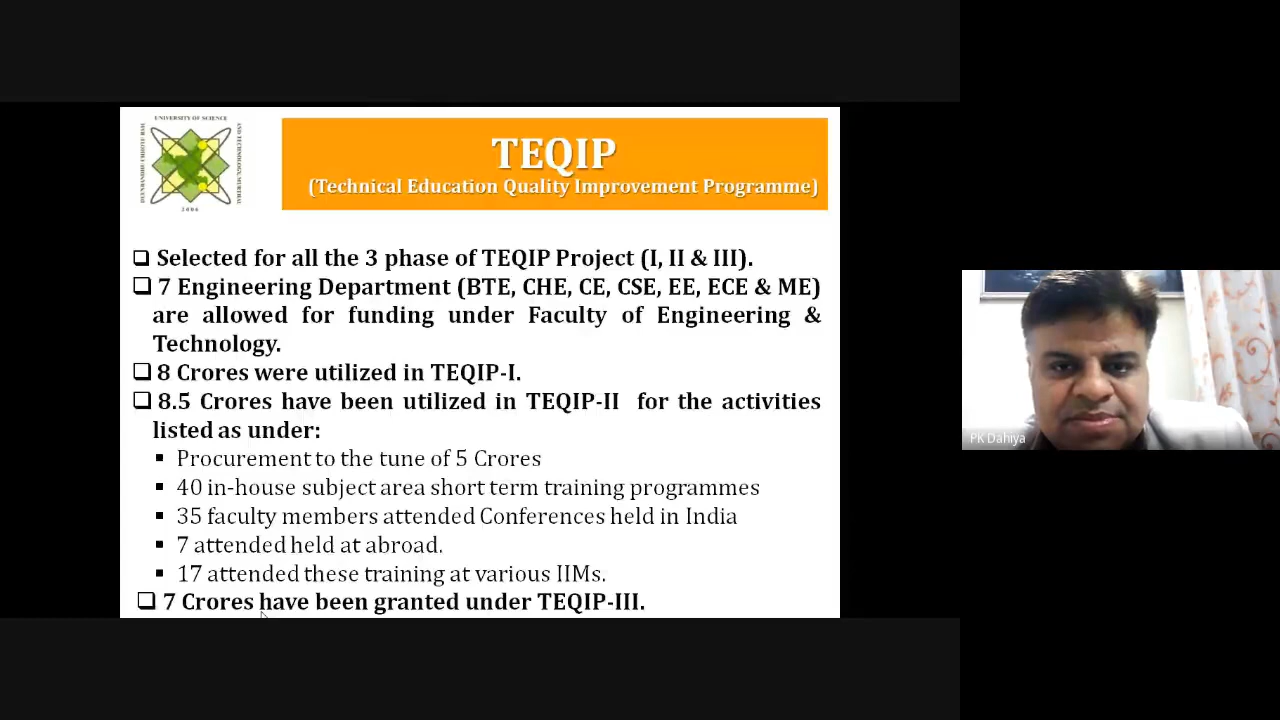 UNIVERSITY OF SCIENCE
2006
TEQIP
(Technical Education Quality Improvement Programme)
Selected for all the 3 phase of TEQIP Project (I, II & III).
7 Engineering Department (BTE, CHE, CE, CSE, EE, ECE & ME)
are allowed for funding under Faculty of Engineering &
Technology.
8 Crores were utilized in TEQIP-I.
8.5 Crores have been utilized in TEQIP-II for the activities
listed as under:
Procurement to the tune of 5 Crores
40 in-house subject area short term training programmes
35 faculty members attended Conferences held in India
7 attended held at abroad.
17 attended these training at various IIMs.
7 Crores have been granted under TEQIP-III.
PK Dahiya